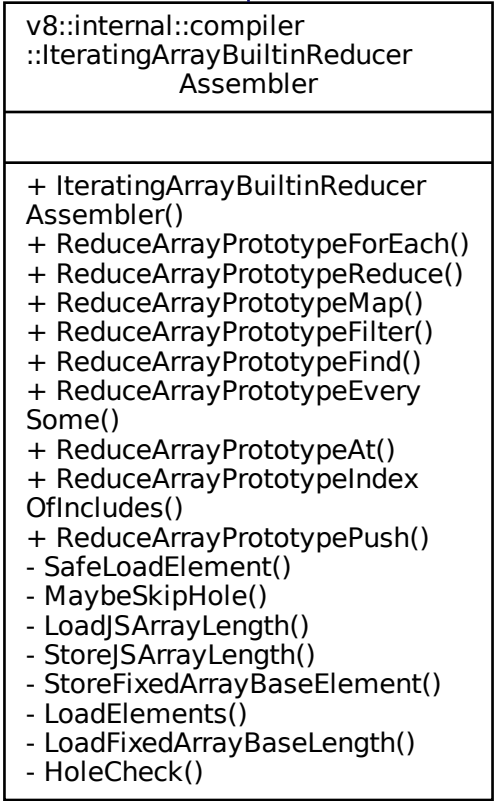 v8::internal::compiler
::IteratingArrayBuiltinReducer
Assembler
+ IteratingArrayBuiltinReducer
Assembler()
+ ReduceArrayPrototypeForEach()
+ ReduceArrayPrototypeReduce()
+ ReduceArrayPrototypeMap()
+ ReduceArrayPrototypeFilter()
+ ReduceArrayPrototypeFind()
+ ReduceArrayPrototypeEvery
Some()
+ ReduceArrayPrototypeAt()
+ ReduceArrayPrototypeIndex
OfIncludes()
+ ReduceArrayPrototypePush()
- SafeLoadElement()
- MaybeSkipHole()
- LoadJSArrayLength()
- StoreJSArrayLength()
- StoreFixedArrayBaseElement()
- LoadElements()
- LoadFixedArrayBaseLength()
- HoleCheck()